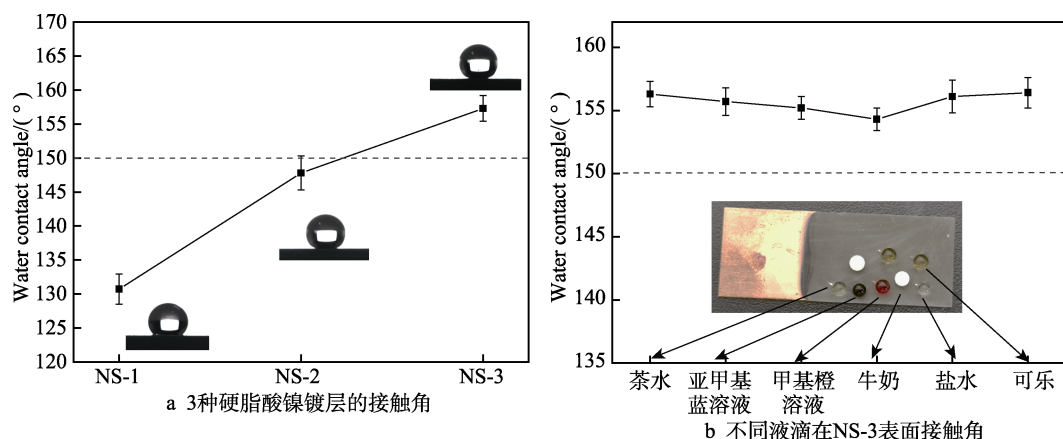 170
165
160
155
150
145
140
135
130
125
120
Water contact angle/(°)
NS-1
NS-2
NS-3
a 3种硬脂酸镍镀层的接触角
160
155
150
145
140
135
Water contact angle/(°)
茶水
亚甲基
蓝溶液
甲基橙
溶液
牛奶
盐水
可乐
b 不同液滴在NS-3表面接触角